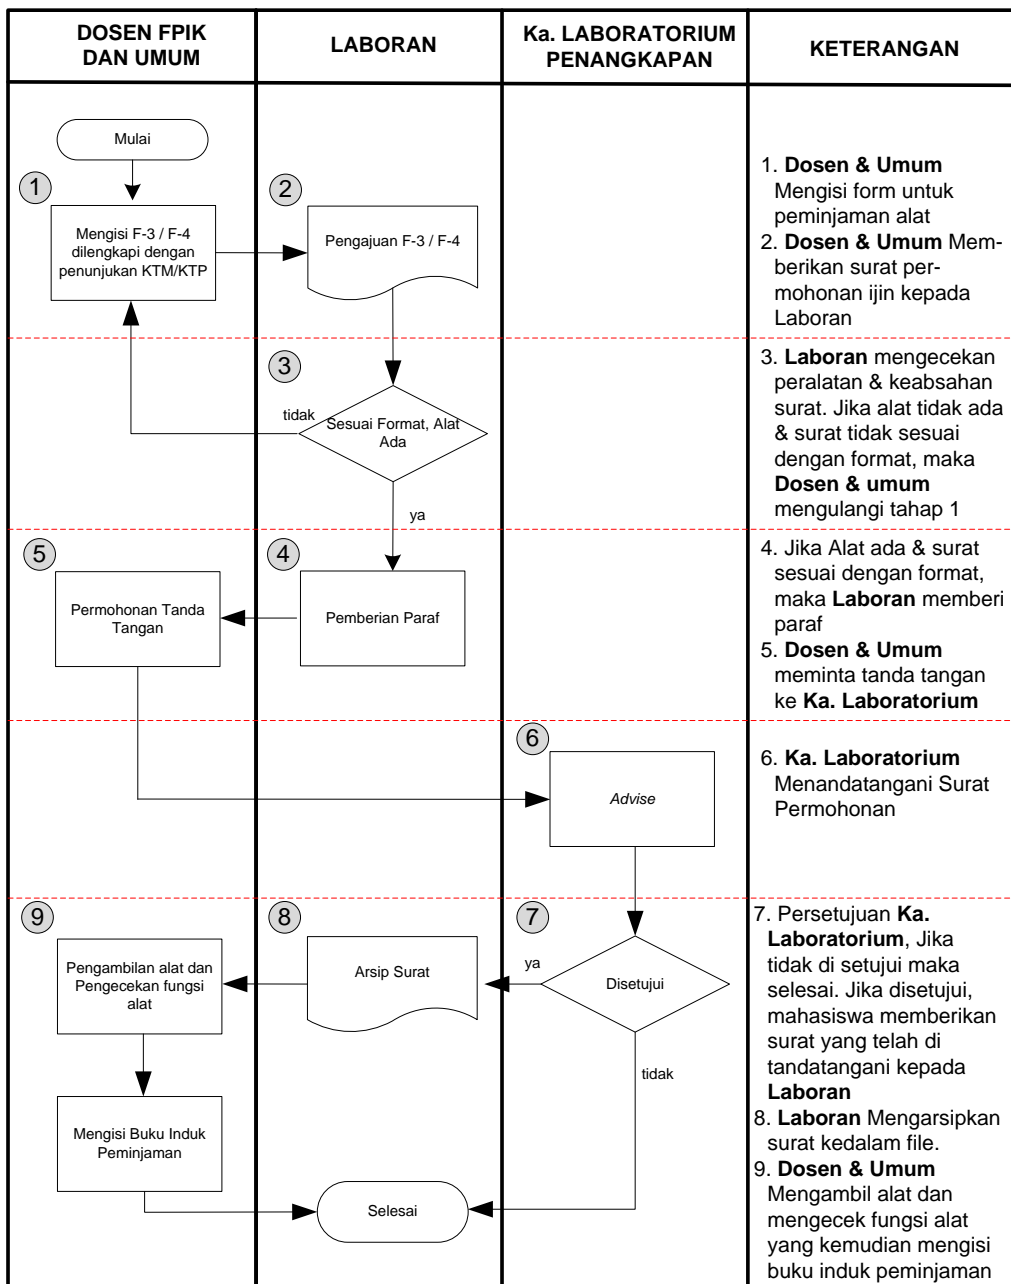 DOSEN FPIK
DAN UMUM
LABORAN
Ka. LABORATORIUM
PENANGKAPAN
KETERANGAN
Mulai
1
Mengisi F-3 / F-4
dilengkapi dengan
penunjukan KTM/KTP
2
Pengajuan F-3 / F-4
1. Dosen & Umum
Mengisi form untuk
peminjaman alat
2. Dosen & Umum Mem-
berikan surat per-
mohonan ijin kepada
Laboran
3
tidak
Sesuai Format, Alat
Ada
ya
3. Laboran mengecekan
peralatan & keabsahan
surat. Jika alat tidak ada
& surat tidak sesuai
dengan format, maka
Dosen & umum
mengulangi tahap 1
5
Permohonan Tanda
Tangan
4
Pemberian Paraf
4. Jika Alat ada & surat
sesuai dengan format,
maka Laboran memberi
paraf
5. Dosen & Umum
meminta tanda tangan
ke Ka. Laboratorium
6
Advise
6. Ka. Laboratorium
Menandatangani Surat
Permohonan
9
Pengambilan alat dan
Pengecekan fungsi
alat
8
Arsip Surat
7
ya
Disetujui
tidak
Mengisi Buku Induk
Peminjaman
Selesai
7. Persetujuan Ka.
Laboratorium, Jika
tidak di setujui maka
selesai. Jika disetujui,
mahasiswa memberikan
surat yang telah di
tandatangani kepada
Laboran
8. Laboran Mengarsipkan
surat kedalam file.
9. Dosen & Umum
Mengambil alat dan
mengecek fungsi alat
yang kemudian mengisi
buku induk peminjaman